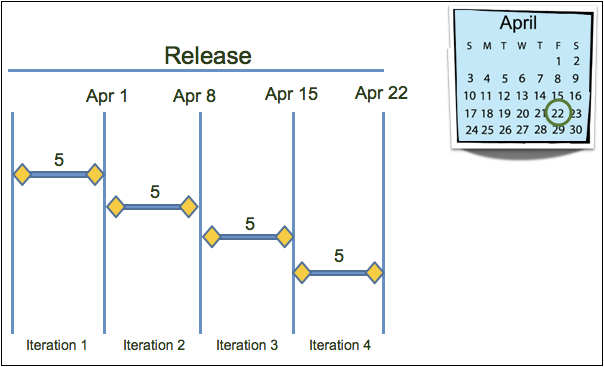 Release
Apr 1 Apr 8 Apr 15 Apr 22
5
5
5
5
Iteration 1 Iteration 2 Iteration 3 Iteration 4
April
S M T W T F S
1 2
3 4 5 6 7 8 9
10 11 12 13 14 15 16
17 18 19 20 21 22 23
24 25 26 27 28 29 30